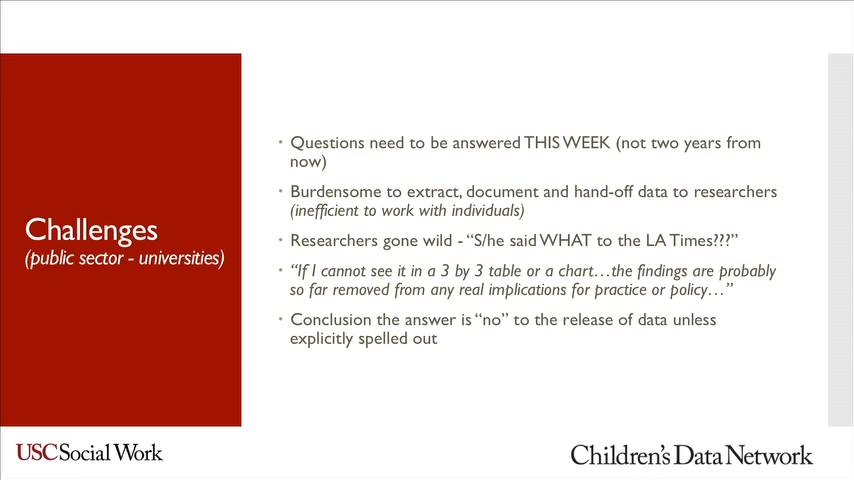 Challenges
(public sector - universities)
• Questions need to be answered THIS WEEK (not two years from
now)
• Burdensome to extract, document and hand-off data to researchers
(inefficient to work with individuals)
• Researchers gone wild - “S/he said WHAT to the LA Times???”
• “If I cannot see it in a 3 by 3 table or a chart…the findings are probably
so far removed from any real implications for practice or policy…”
• Conclusion the answer is “no” to the release of data unless
explicitly spelled out
USC Social Work
Children's Data Network